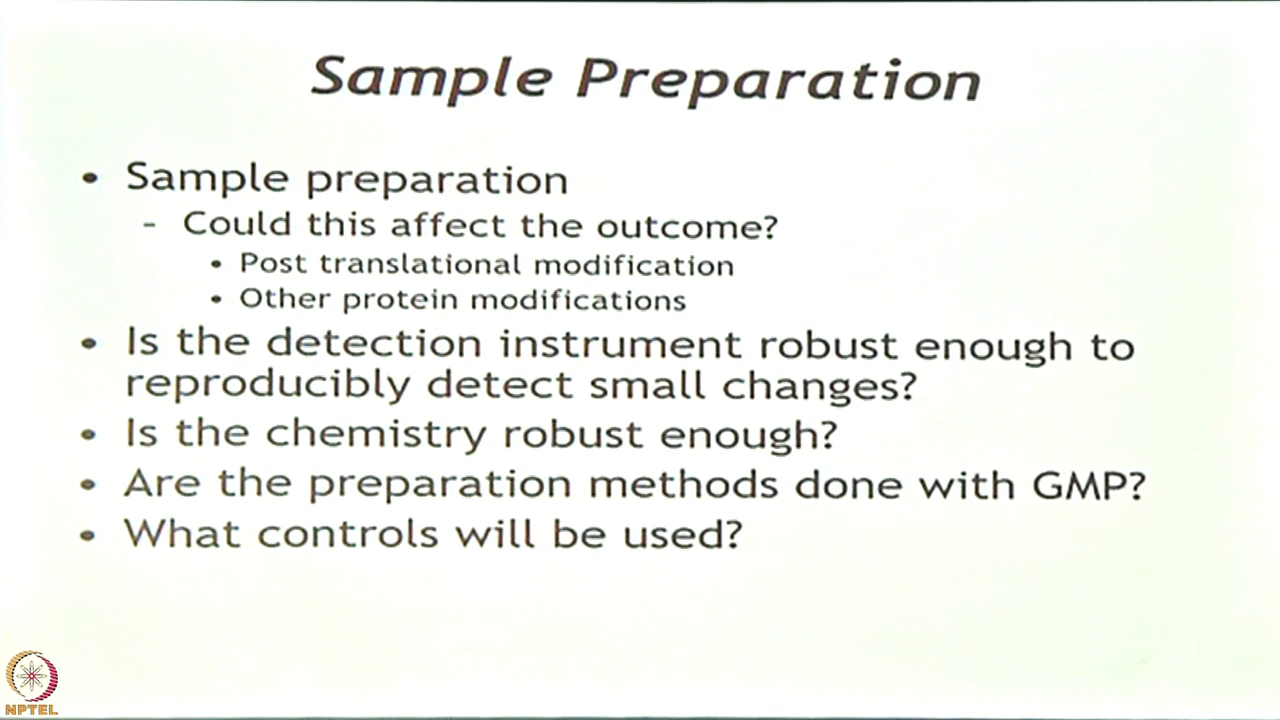 Sample Preparation
• Sample preparation
– Could this affect the outcome?
• Post translational modification
• Other protein modifications
• Is the detection instrument robust enough to
reproducibly detect small changes?
• Is the chemistry robust enough?
• Are the preparation methods done with GMP?
• What controls will be used?
NPTEL